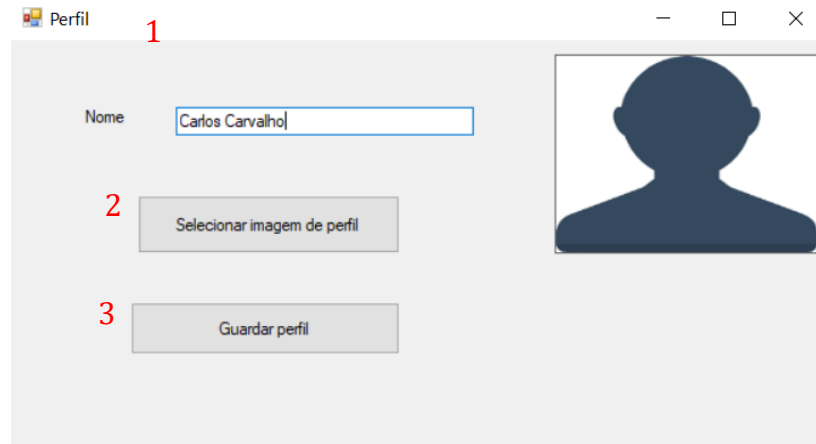 Perfil
1
Nome Carlos Carvalho
2 Selecionar imagem de perfil
3 Guardar perfil